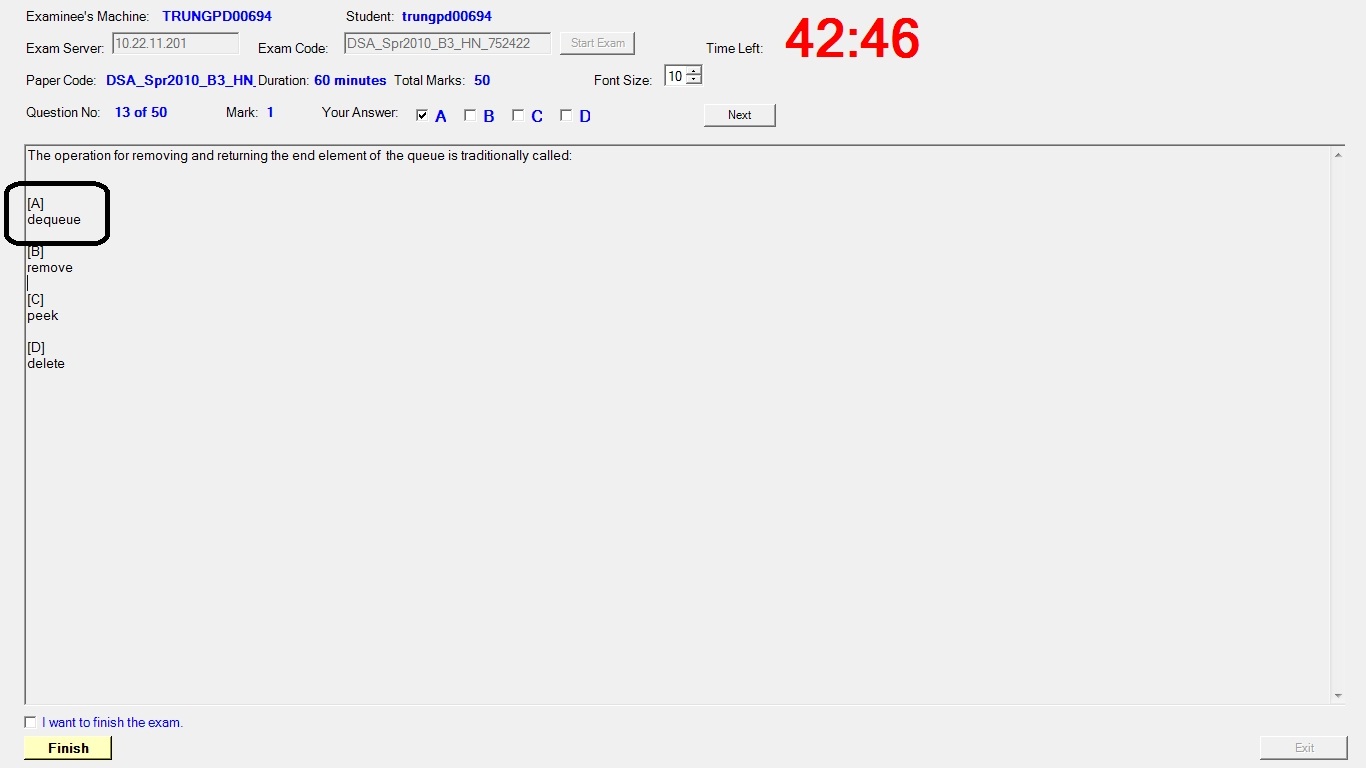 Examinee's Machine: TRUNGPD00694 Student: trungpd00694
Exam Server: 10.22.11.201 Exam Code: DSA_Spr2010_B3_HN_752422 Start Exam Time Left: 42:46
Paper Code: DSA_Spr2010_B3_HN_ Duration: 60 minutes Total Marks: 50 Font Size: 10
Question No: 13 of 50 Mark: 1 Your Answer: A B C D Next
The operation for removing and returning the end element of the queue is traditionally called:
[A]
dequeue
[B]
remove
[C]
peek
[D]
delete
I want to finish the exam.
Finish Exit